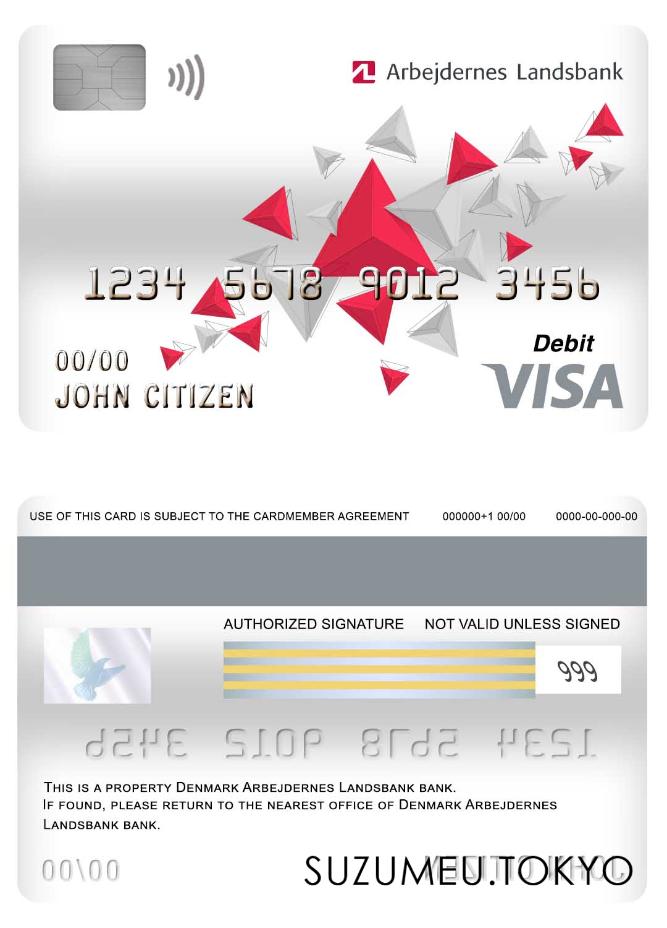 Arbejdernes Landsbank
1234 5678 9012 3456
Debit
00/00
VISA
JOHN CITIZEN
USE OF THIS CARD IS SUBJECT TO THE CARDMEMBER AGREEMENT 000000+1 00/00 0000-00-000-00
AUTHORIZED SIGNATURE NOT VALID UNLESS SIGNED
999
1234 5678 9012 3456
THIS IS A PROPERTY DENMARK ARBEJDERNES LANDSBANK BANK.
IF FOUND, PLEASE RETURN TO THE NEAREST OFFICE OF DENMARK ARBEJDERNES
LANDSBANK BANK.
00/00 JOHN CITIZEN
SUZUMEU.TOKYO